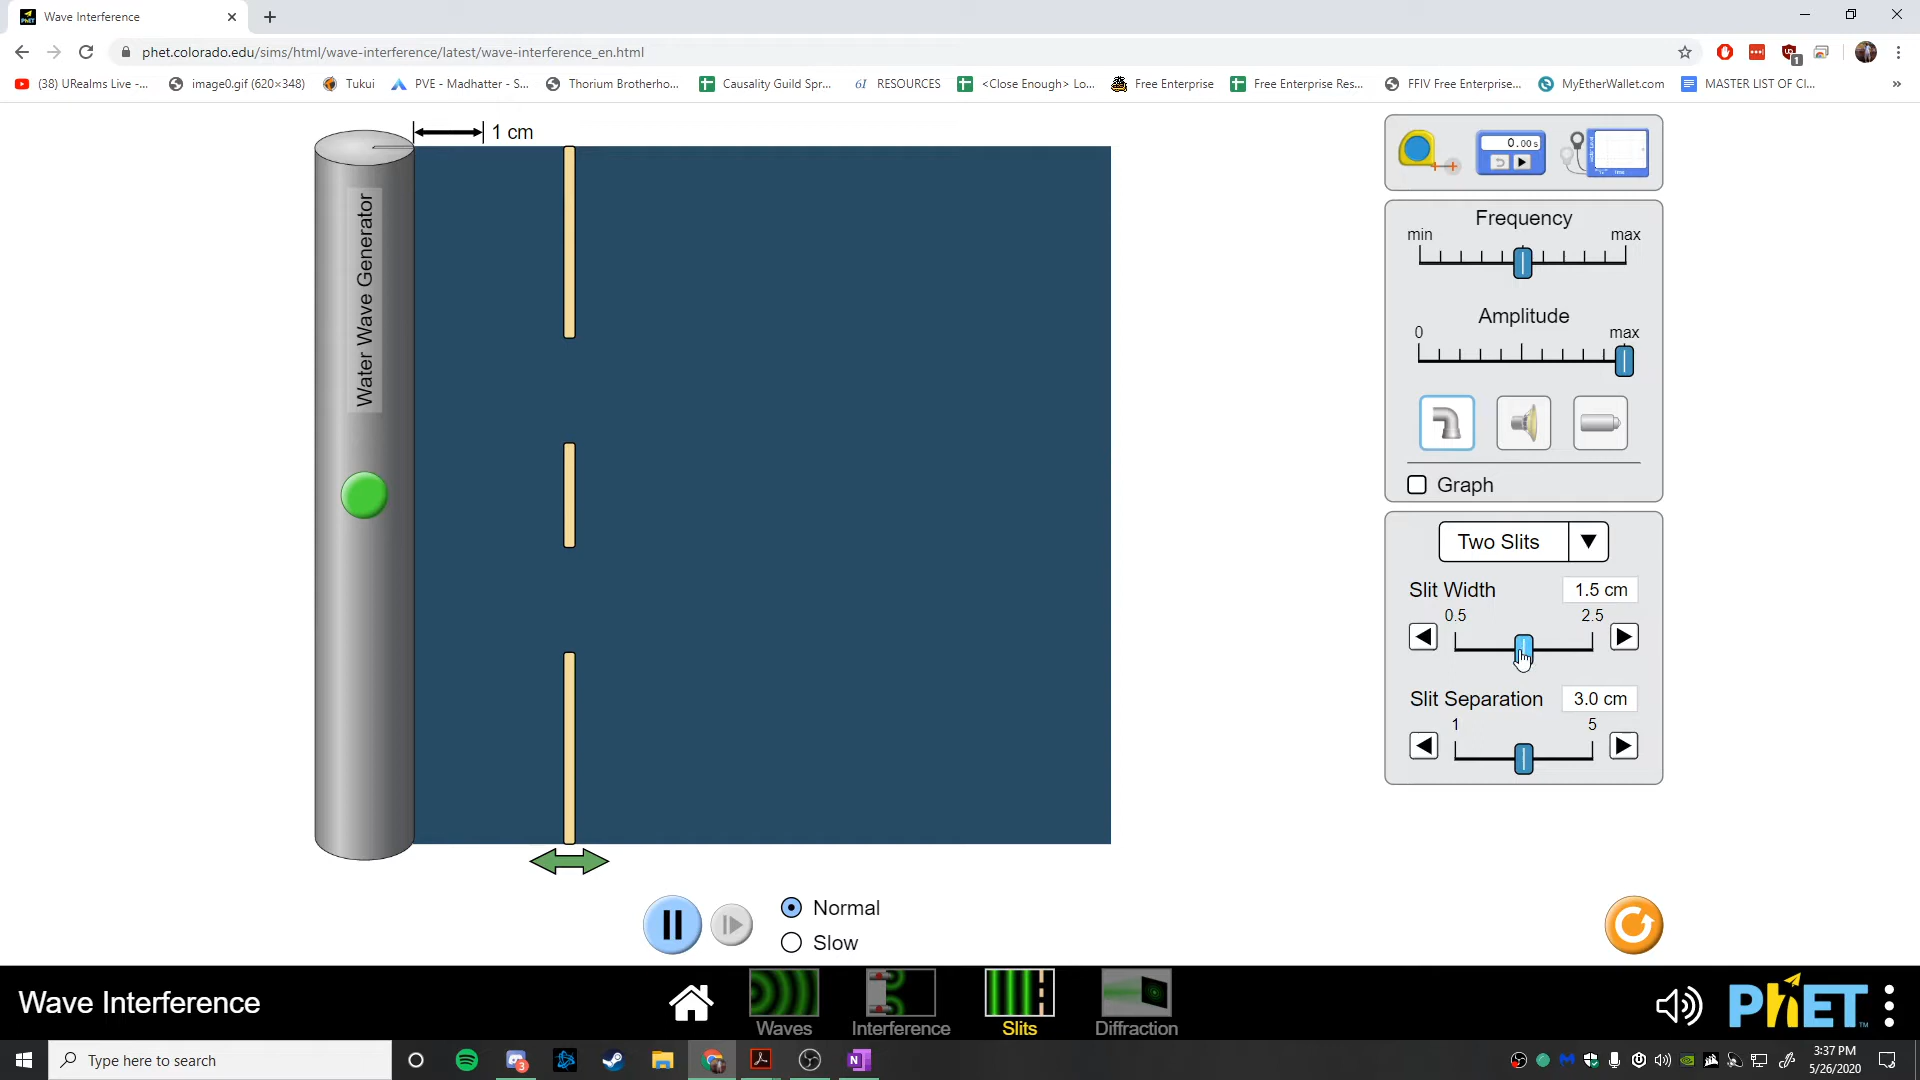 Wave Interference
phet.colorado.edu/sims/html/wave-interference/latest/wave-interference_en.html
1
(38) URealms Live -...
image0.gif (620×348)
Tukui
PVE - Madhatter - S...
Thorium Brotherho...
Causality Guild Spr...
6I RESOURCES
<Close Enough> Lo...
Free Enterprise
Free Enterprise Res...
FFIV Free Enterprise...
MyEtherWallet.com
MASTER LIST OF Cl...
»
1 cm
Water Wave Generator
0.00 s
Frequency
min max
Amplitude
0 max
Graph
Two Slits
Slit Width 1.5 cm
0.5 2.5
Slit Separation 3.0 cm
1 5
Normal
Slow
Wave Interference
Waves
Interference
Slits
Diffraction
PhET
Type here to search
3
3:37 PM
5/26/2020